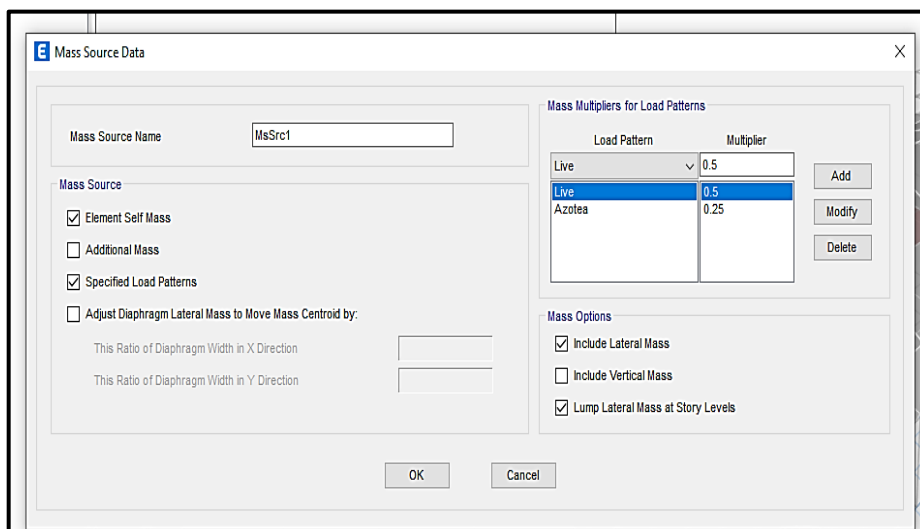 E Mass Source Data
Mass Source Name MsSrc1
Mass Source
Element Self Mass
Additional Mass
Specified Load Patterns
Adjust Diaphragm Lateral Mass to Move Mass Centroid by:
This Ratio of Diaphragm Width in X Direction
This Ratio of Diaphragm Width in Y Direction
Mass Multipliers for Load Patterns
Load Pattern Multiplier
Live 0.5
Live 0.5
Azotea 0.25
Add
Modify
Delete
Mass Options
Include Lateral Mass
Include Vertical Mass
Lump Lateral Mass at Story Levels
OK Cancel